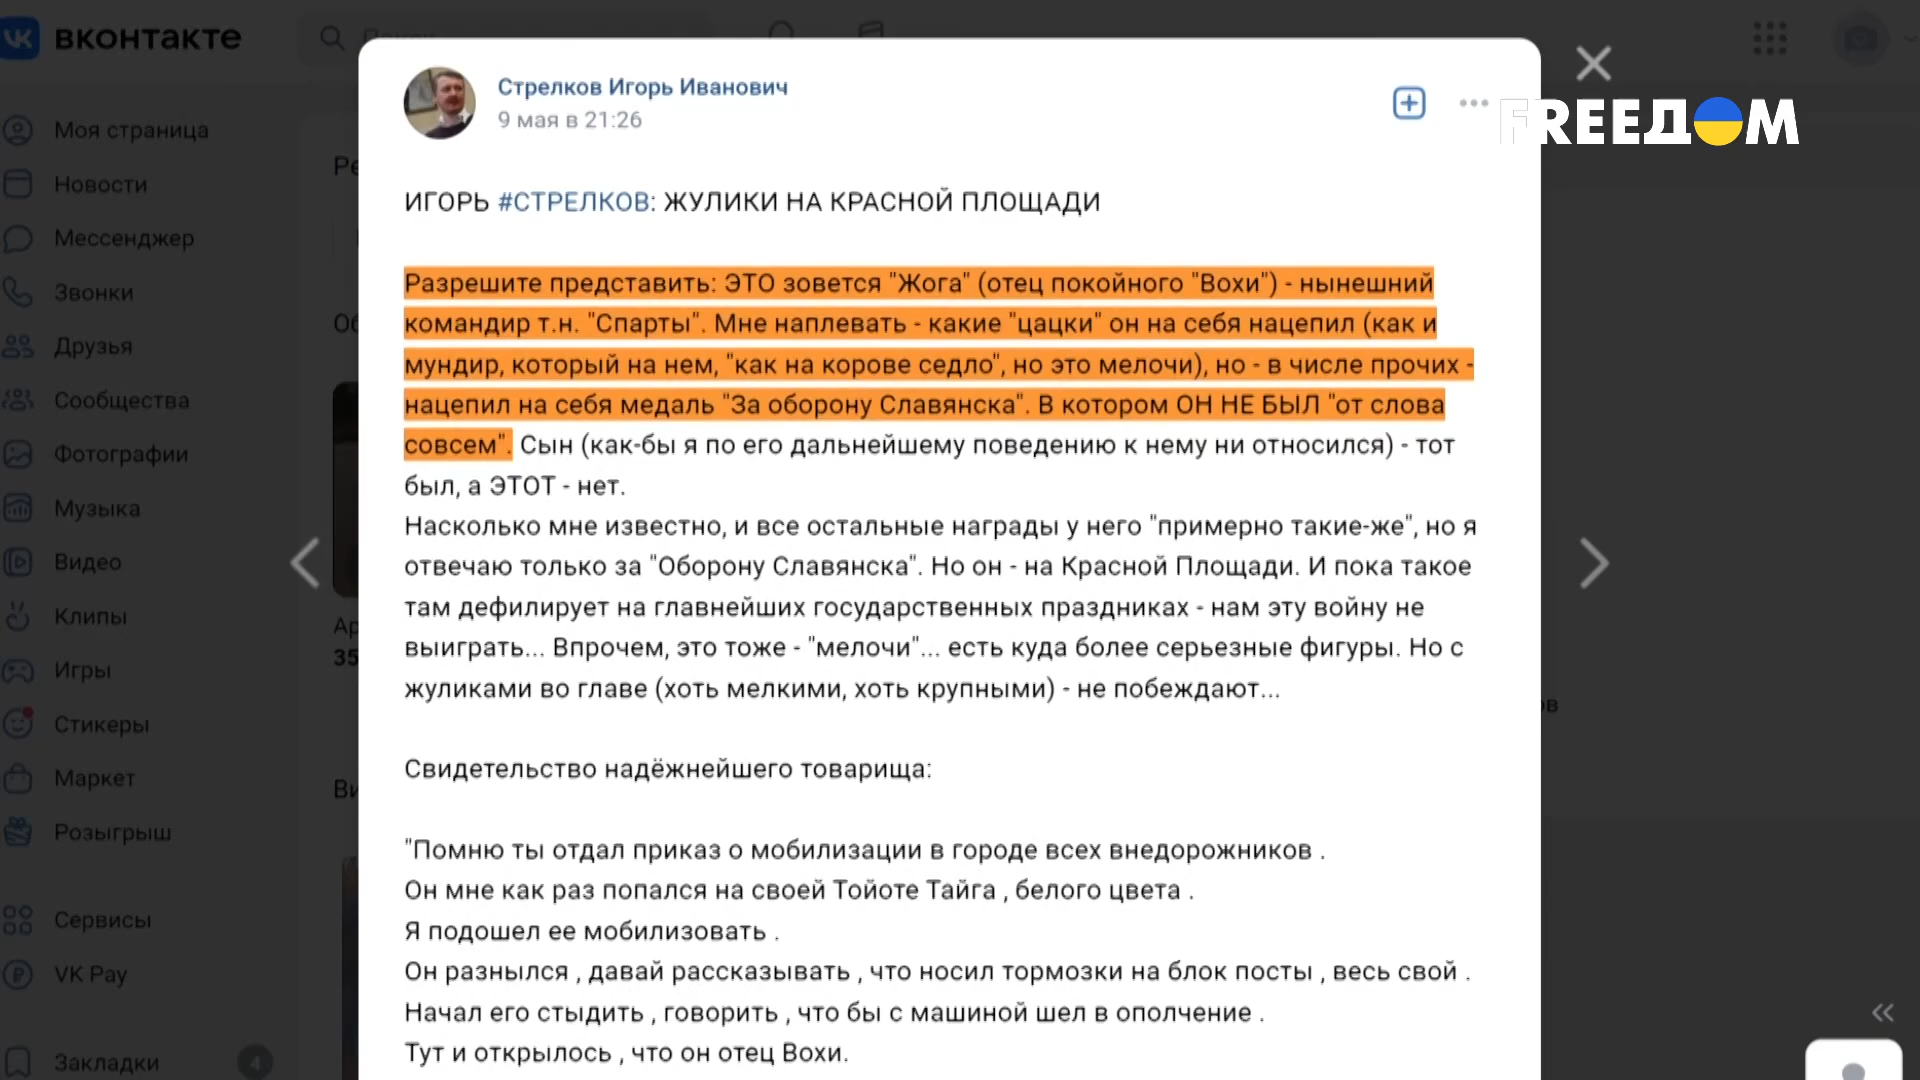 вконтакте
Стрелков Игорь Иванович
9 мая в 21:26
FREEДOM
Моя страница
Новости
Мессенджер
Звонки
Друзья
Сообщества
Фотографии
Музыка
Видео
Клипы
Игры
Стикеры
Маркет
Розыгрыш
Сервисы
VK Pay
Закладки
4
ИГОРЬ #СТРЕЛКОВ: ЖУЛИКИ НА КРАСНОЙ ПЛОЩАДИ
Разрешите представить: ЭТО зовется "Жога" (отец покойного "Вохи") - нынешний
командир т.н. "Спарты". Мне наплевать - какие "цацки" он на себя нацепил (как и
мундир, который на нем, "как на корове седло", но это мелочи), но - в числе прочих -
нацепил на себя медаль "За оборону Славянска". В котором ОН НЕ БЫЛ "от слова
совсем". Сын (как-бы я по его дальнейшему поведению к нему ни относился) - тот
был, а ЭТОТ - нет.
Насколько мне известно, и все остальные награды у него "примерно такие-же", но я
отвечаю только за "Оборону Славянска". Но он - на Красной Площади. И пока такое
там дефилирует на главнейших государственных праздниках - нам эту войну не
выиграть... Впрочем, это тоже - "мелочи"... есть куда более серьезные фигуры. Но с
жуликами во главе (хоть мелкими, хоть крупными) - не побеждают...
Свидетельство надёжнейшего товарища:
"Помню ты отдал приказ о мобилизации в городе всех внедорожников .
Он мне как раз попался на своей Тойоте Тайга , белого цвета .
Я подошел ее мобилизовать .
Он разнылся , давай рассказывать , что носил тормозки на блок посты , весь свой .
Начал его стыдить , говорить , что бы с машиной шел в ополчение .
Тут и открылось , что он отец Вохи.